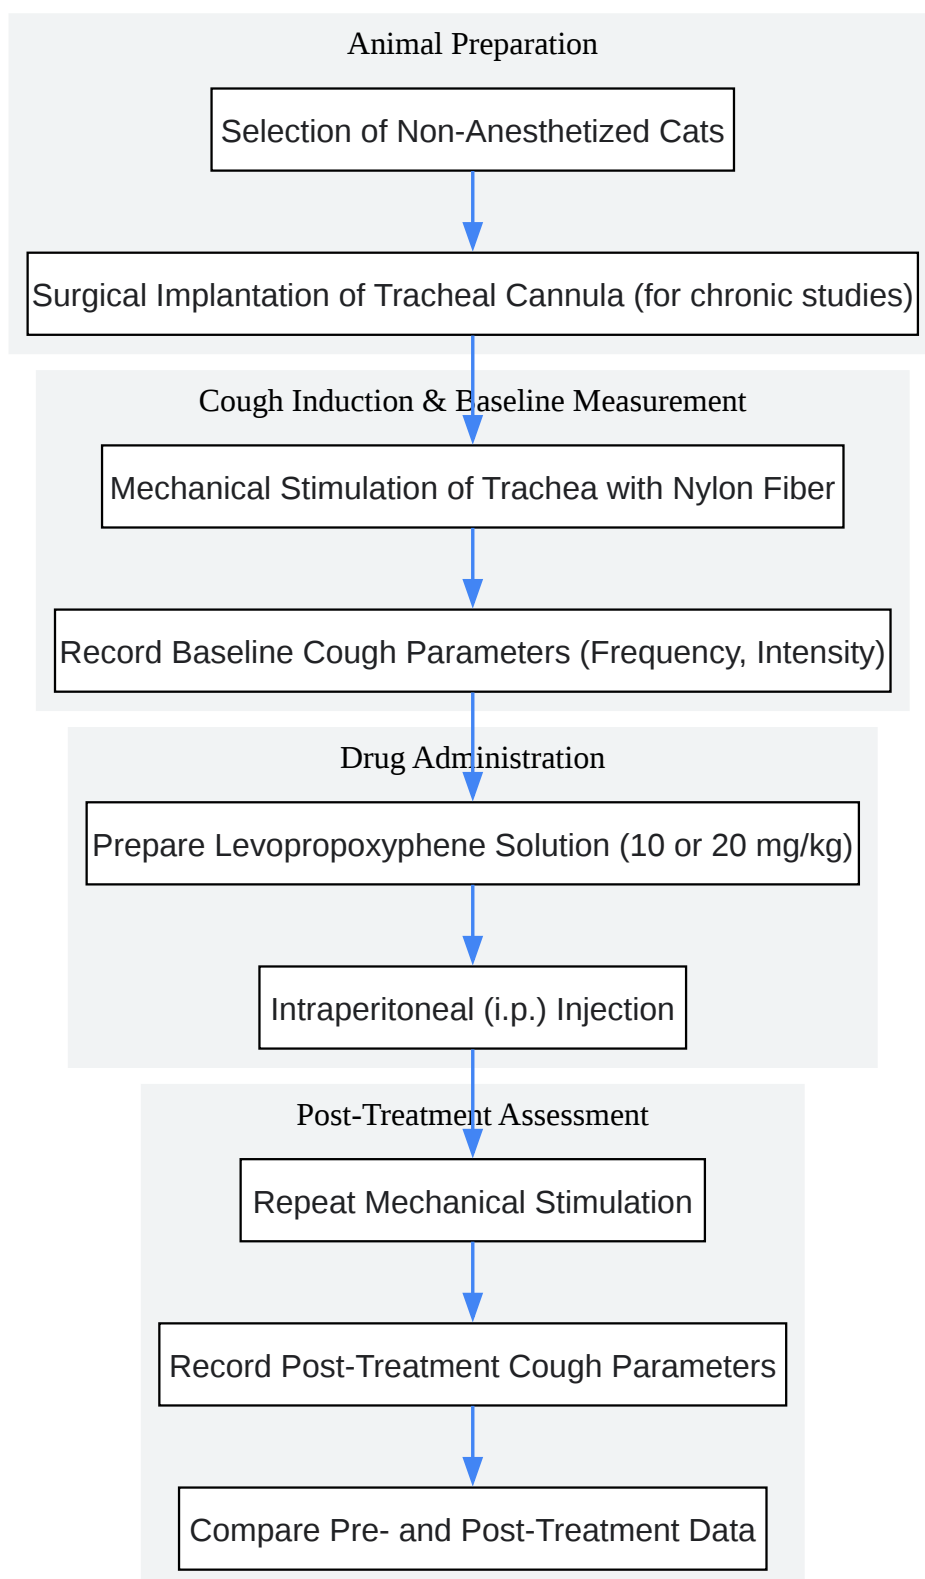 Animal Preparation
Selection of Non-Anesthetized Cats
Surgical Implantation of Tracheal Cannula (for chronic studies)
Cough Induction & Baseline Measurement
Mechanical Stimulation of Trachea with Nylon Fiber
Record Baseline Cough Parameters (Frequency, Intensity)
Drug Administration
Prepare Levopropoxyphene Solution (10 or 20 mg/kg)
Intraperitoneal (i.p.) Injection
Post-Treatment Assessment
Repeat Mechanical Stimulation
Record Post-Treatment Cough Parameters
Compare Pre- and Post-Treatment Data